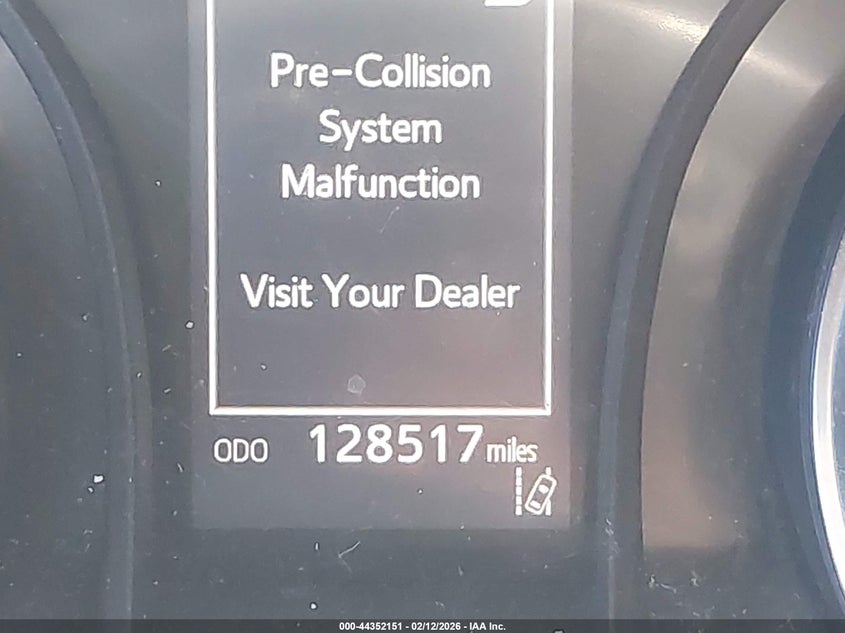 Pre-Collision
System
Malfunction
Visit Your Dealer
ODO 128517 miles
000-44352151 - 02/12/2026 - IAA Inc.